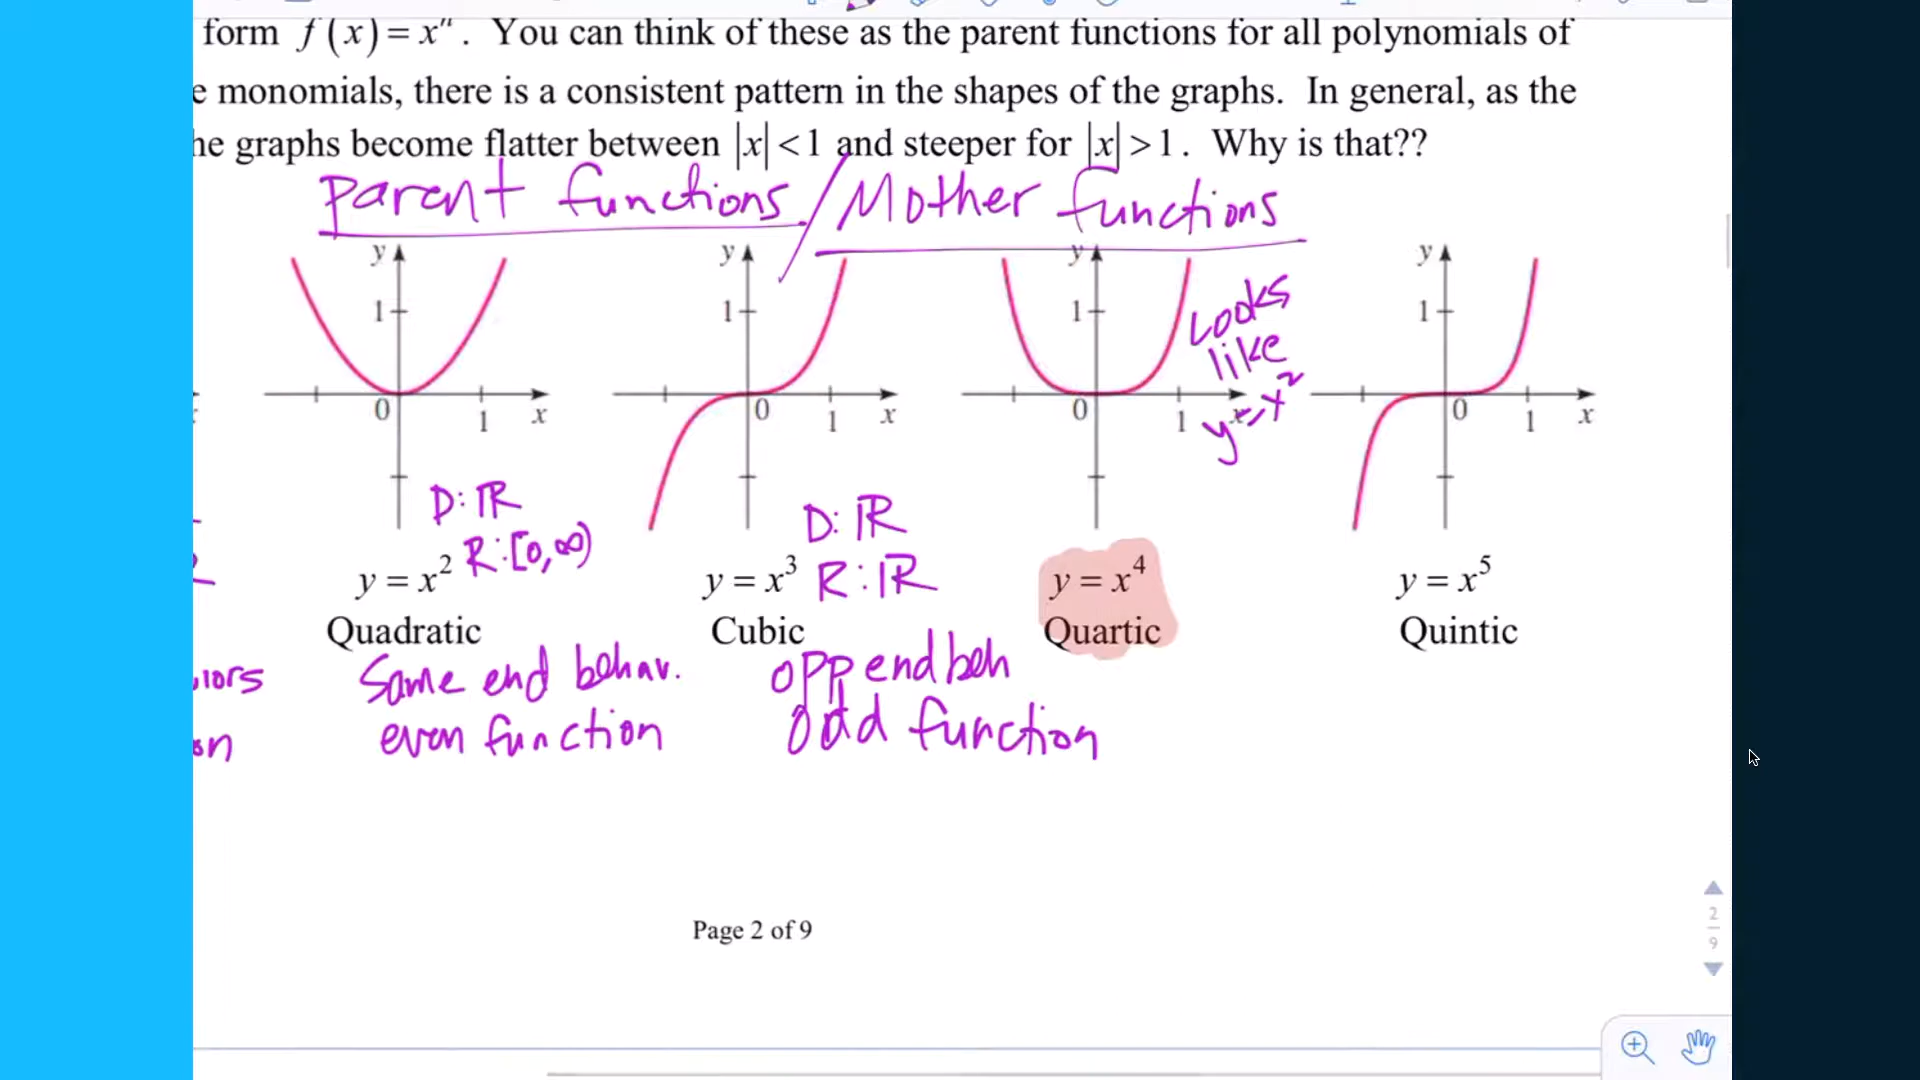 form f(x) = xⁿ. You can think of these as the parent functions for all polynomials of
e monomials, there is a consistent pattern in the shapes of the graphs. In general, as the
he graphs become flatter between |x| < 1 and steeper for |x| > 1. Why is that??
Parent functions / Mother functions
y
1
0
1
x
D: ℝ
R: [0, ∞)
y = x²
Quadratic
Same end behav.
even function
y
1
0
1
x
D: ℝ
R: ℝ
y = x³
Cubic
opp end beh
odd function
y
1
0
1
x
Looks
like
y = x²
y = x⁴
Quartic
y
1
0
1
x
y = x⁵
Quintic
Page 2 of 9
2
9